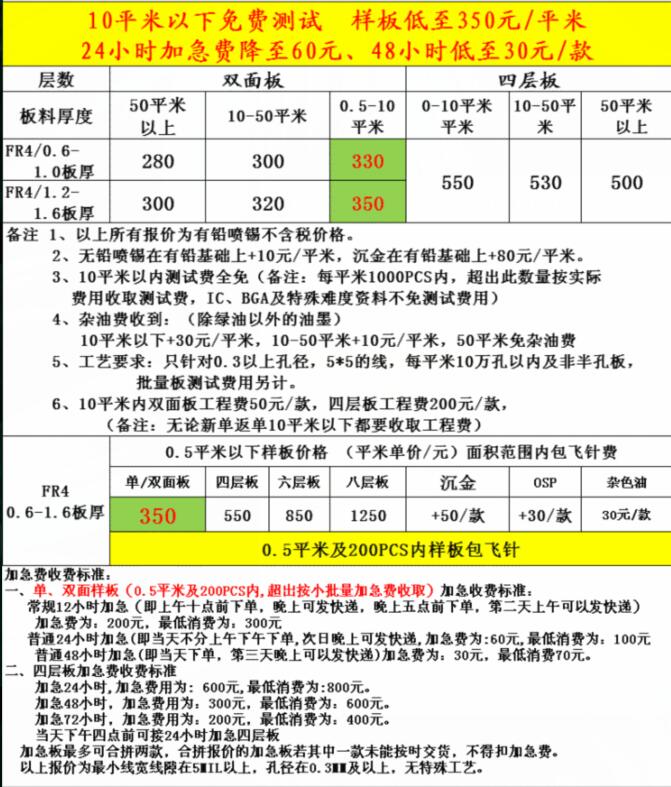 10平米以下免费测试 样板低至350元/平米
24小时加急费降至60元、48小时低至30元/款
层数 双面板 四层板
板料厚度 50平米以上 10-50平米 0.5-10平米 0-10平米平米 10-50平米 50平米以上
FR4/0.6-1.0板厚 280 300 330 550 530 500
FR4/1.2-1.6板厚 300 320 350
备注 1、以上所有报价为有铅喷锡不含税价格。
2、无铅喷锡在有铅基础上+10元/平米，沉金在有铅基础上+80元/平米。
3、10平米以内测试费全免（备注：每平米1000PCS内，超出此数量按实际
费用收取测试费，IC、BGA及特殊难度资料不免测试费用）
4、杂油费收到：（除绿油以外的油墨）
10平米以下+30元/平米，10-50平米+10元/平米，50平米免杂油费
5、工艺要求：只针对0.3以上孔径，5*5的线，每平米10万孔以内及非半孔板，
批量板测试费用另计。
6、10平米内双面板工程费50元/款，四层板工程费200元/款，
（备注：无论新单返单10平米以下都要收取工程费）
FR4
0.6-1.6板厚
0.5平米以下样板价格 （平米单价/元）面积范围内包飞针费
单/双面板 四层板 六层板 八层板 沉金 OSP 杂色油
350 550 850 1250 +50/款 +30/款 30元/款
0.5平米及200PCS内样板包飞针
加急费收费标准：
一、单、双面样板（0.5平米及200PCS内,超出按小批量加急费收取）加急收费标准：
常规12小时加急（即上午十点前下单，晚上可发快递，晚上五点前下单，第二天上午可以发快递）
加急费为：200元，最低消费为：300元
普通24小时加急(即当天不分上午下午下单,次日晚上可发快递,加急费为:60元,最低消费为：100元
普通48小时加急(即当天下单，第三天晚上可以发快递)加急费为：30元，最低消费70元。
二、四层板加急费收费标准
加急24小时,加急费用为: 600元,最低消费为:800元。
加急48小时，加急费用为：300元，最低消费为：600元。
加急72小时，加急费用为：200元，最低消费为：400元。
当天下午四点前可接24小时加急四层板
加急板最多可合拼两款，合拼报价的加急板若其中一款未能按时交货，不得扣加急费。
以上报价为最小线宽线隙在5MIL以上，孔径在0.3MM及以上，无特殊工艺。